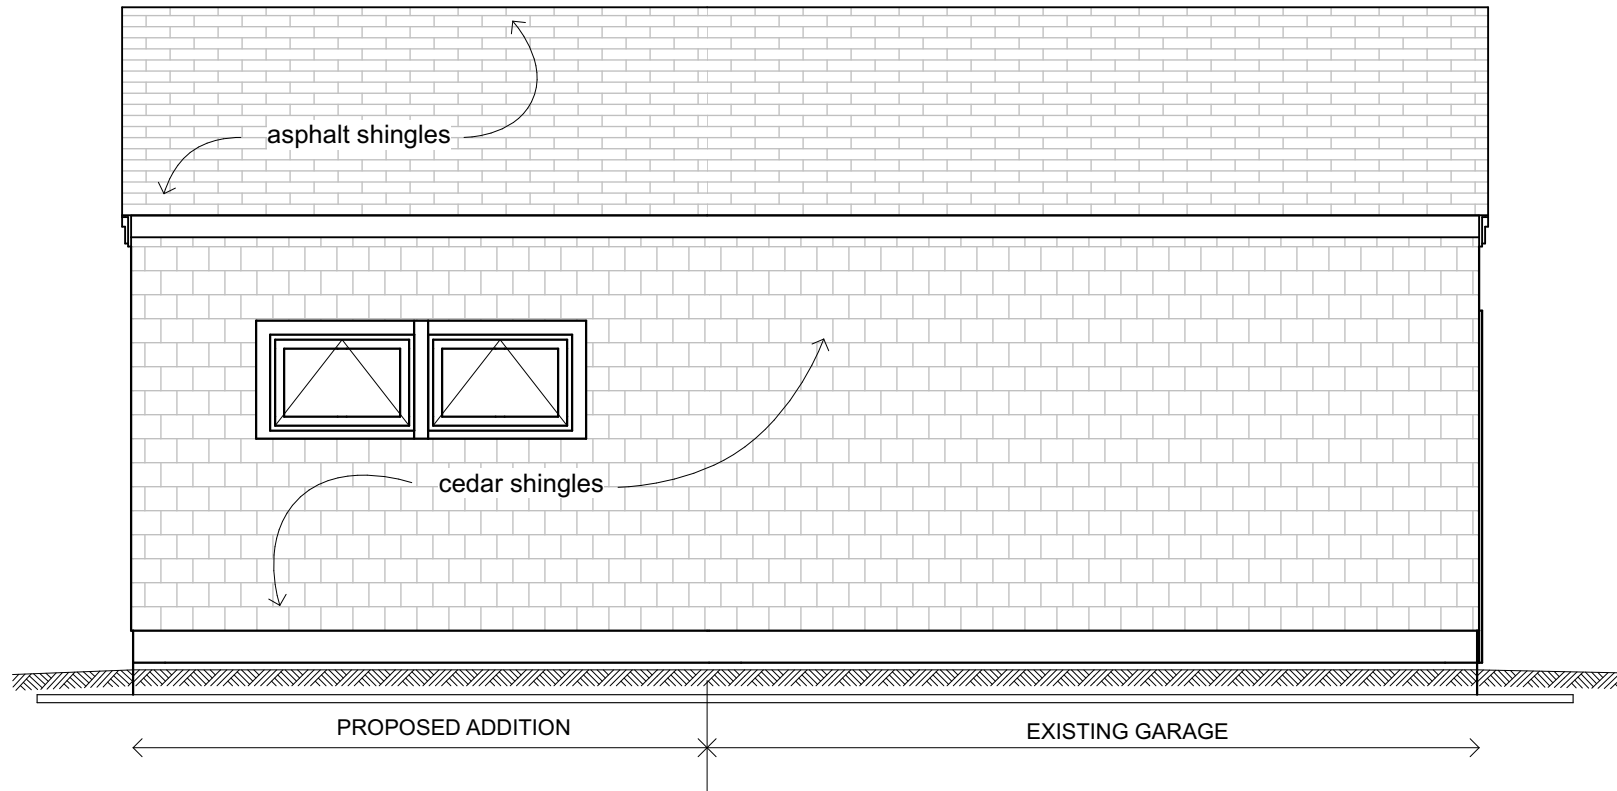 asphalt shingles
cedar shingles
PROPOSED ADDITION
EXISTING GARAGE